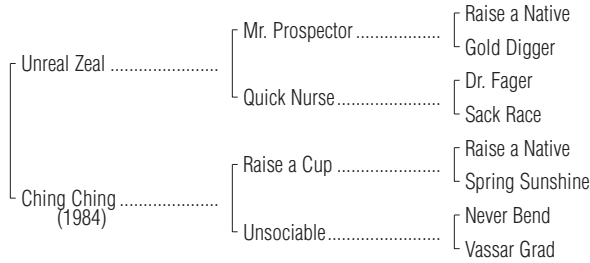 Raise a Native
Mr. Prospector ..................
Gold Digger
Unreal Zeal .......................
Dr. Fager
Quick Nurse ......................
Sack Race
Raise a Native
Raise a Cup ......................
Spring Sunshine
Ching Ching .....................
(1984)
Never Bend
Unsociable ........................
Vassar Grad